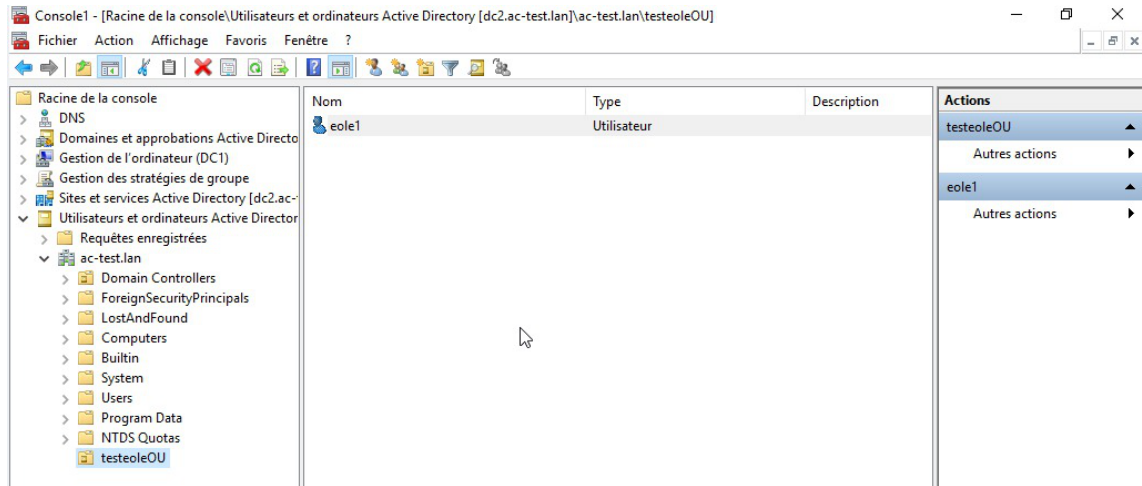 Console1 - [Racine de la console\Utilisateurs et ordinateurs Active Directory [dc2.ac-test.lan]\ac-test.lan\testeoleOU]
Fichier Action Affichage Favoris Fenêtre ?
Racine de la console
DNS
Domaines et approbations Active Directo
Gestion de l'ordinateur (DC1)
Gestion des stratégies de groupe
Sites et services Active Directory [dc2.ac-
Utilisateurs et ordinateurs Active Director
Requêtes enregistrées
ac-test.lan
Domain Controllers
ForeignSecurityPrincipals
LostAndFound
Computers
Builtin
System
Users
Program Data
NTDS Quotas
testeoleOU
Nom Type Description
eole1 Utilisateur
Actions
testeoleOU
Autres actions
eole1
Autres actions